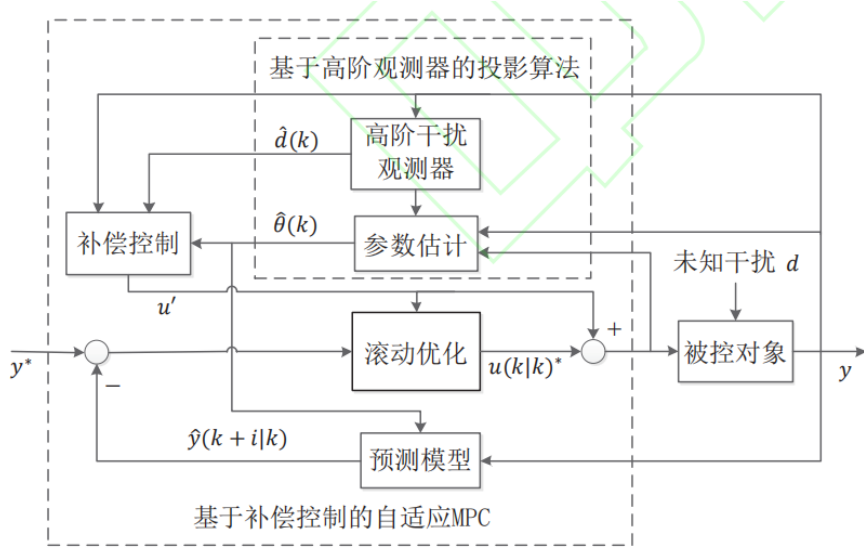 基于高阶观测器的投影算法
d̂(k)
高阶干扰
观测器
补偿控制
θ̂(k)
参数估计
未知干扰 d
u′
+
y*
滚动优化
u(k|k)*
被控对象
y
−
ŷ(k+i|k)
预测模型
基于补偿控制的自适应MPC